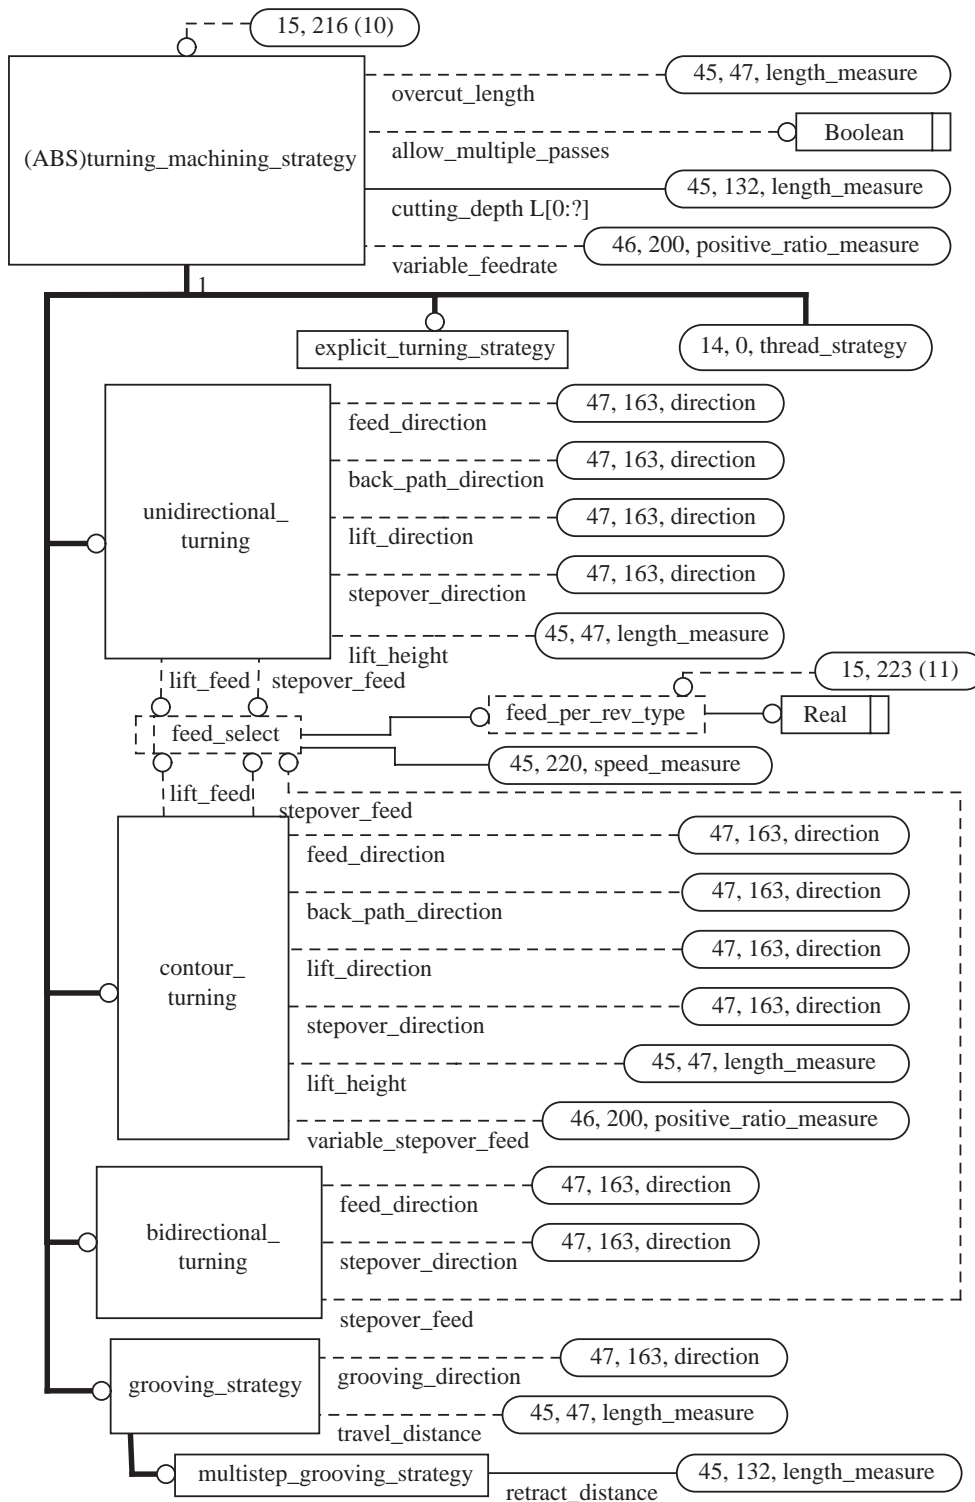 15, 216 (10)
45, 47, length_measure
overcut_length
Boolean
allow_multiple_passes
(ABS)turning_machining_strategy
45, 132, length_measure
cutting_depth L[0:?]
46, 200, positive_ratio_measure
variable_feedrate
1
explicit_turning_strategy
14, 0, thread_strategy
47, 163, direction
feed_direction
47, 163, direction
back_path_direction
unidirectional_
turning
47, 163, direction
lift_direction
47, 163, direction
stepover_direction
45, 47, length_measure
lift_height
lift_feed
stepover_feed
15, 223 (11)
feed_per_rev_type
Real
feed_select
45, 220, speed_measure
lift_feed
stepover_feed
47, 163, direction
feed_direction
47, 163, direction
back_path_direction
contour_
turning
47, 163, direction
lift_direction
47, 163, direction
stepover_direction
45, 47, length_measure
lift_height
46, 200, positive_ratio_measure
variable_stepover_feed
47, 163, direction
feed_direction
bidirectional_
turning
47, 163, direction
stepover_direction
stepover_feed
47, 163, direction
grooving_direction
grooving_strategy
45, 47, length_measure
travel_distance
multistep_grooving_strategy
45, 132, length_measure
retract_distance